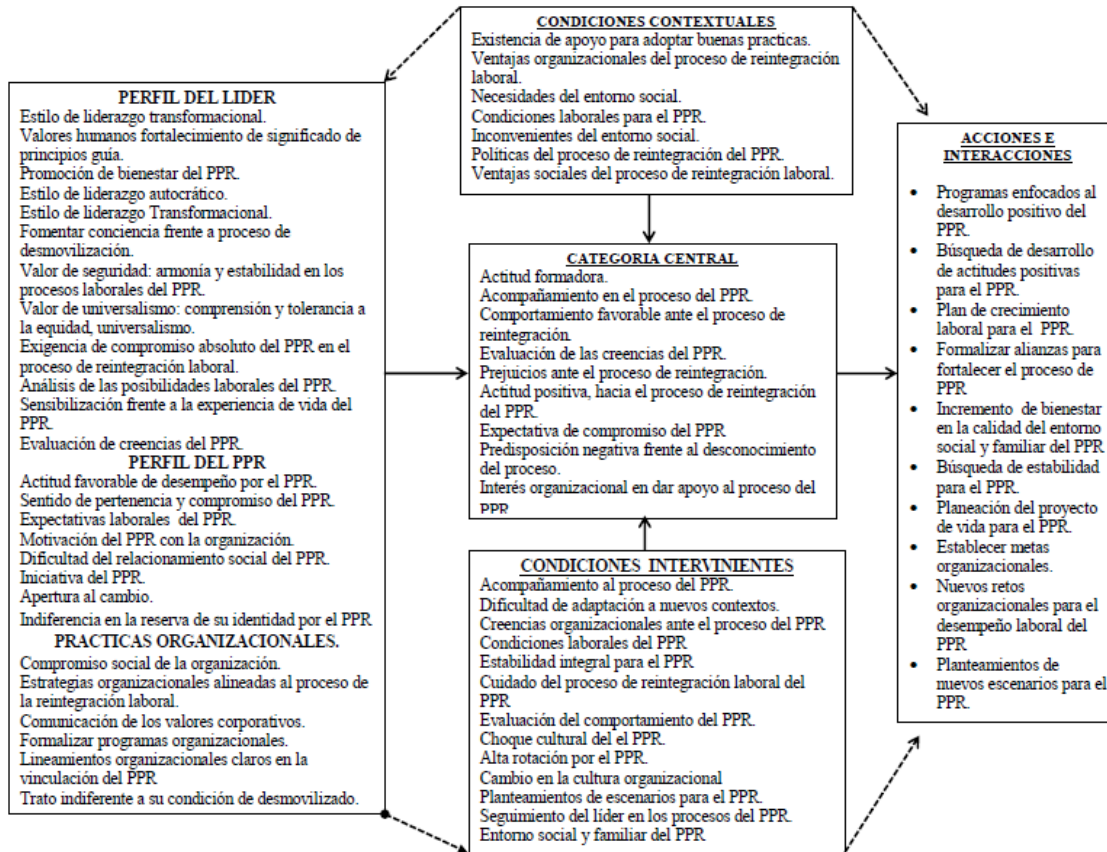 CONDICIONES CONTEXTUALES
Existencia de apoyo para adoptar buenas practicas.
Ventajas organizacionales del proceso de reintegración
laboral.
Necesidades del entorno social.
Condiciones laborales para el PPR.
Inconvenientes del entorno social.
Políticas del proceso de reintegración del PPR.
Ventajas sociales del proceso de reintegración laboral.
PERFIL DEL LIDER
Estilo de liderazgo transformacional.
Valores humanos fortalecimiento de significado de
principios guía.
Promoción de bienestar del PPR.
Estilo de liderazgo autocrático.
Estilo de liderazgo Transformacional.
Fomentar conciencia frente a proceso de
desmovilización.
Valor de seguridad: armonía y estabilidad en los
procesos laborales del PPR.
Valor de universalismo: comprensión y tolerancia a
la equidad, universalismo.
Exigencia de compromiso absoluto del PPR en el
proceso de reintegración laboral.
Análisis de las posibilidades laborales del PPR.
Sensibilización frente a la experiencia de vida del
PPR.
Evaluación de creencias del PPR.
PERFIL DEL PPR
Actitud favorable de desempeño por el PPR.
Sentido de pertenencia y compromiso del PPR.
Expectativas laborales del PPR.
Motivación del PPR con la organización.
Dificultad del relacionamiento social del PPR.
Iniciativa del PPR.
Apertura al cambio.
Indiferencia en la reserva de su identidad por el PPR
PRACTICAS ORGANIZACIONALES.
Compromiso social de la organización.
Estrategias organizacionales alineadas al proceso de
la reintegración laboral.
Comunicación de los valores corporativos.
Formalizar programas organizacionales.
Lineamientos organizacionales claros en la
vinculación del PPR
Trato indiferente a su condición de desmovilizado.
CATEGORIA CENTRAL
Actitud formadora.
Acompañamiento en el proceso del PPR.
Comportamiento favorable ante el proceso de
reintegración.
Evaluación de las creencias del PPR.
Prejuicios ante el proceso de reintegración.
Actitud positiva, hacia el proceso de reintegración
del PPR.
Expectativa de compromiso del PPR
Predisposición negativa frente al desconocimiento
del proceso.
Interés organizacional en dar apoyo al proceso del
PPR
CONDICIONES INTERVINIENTES
Acompañamiento al proceso del PPR.
Dificultad de adaptación a nuevos contextos.
Creencias organizacionales ante el proceso del PPR
Condiciones laborales del PPR
Estabilidad integral para el PPR
Cuidado del proceso de reintegración laboral del
PPR
Evaluación del comportamiento del PPR.
Choque cultural del el PPR.
Alta rotación por el PPR.
Cambio en la cultura organizacional
Planteamientos de escenarios para el PPR.
Seguimiento del líder en los procesos del PPR.
Entorno social y familiar del PPR
ACCIONES E
INTERACCIONES
• Programas enfocados al
desarrollo positivo del
PPR.
• Búsqueda de desarrollo
de actitudes positivas
para el PPR.
• Plan de crecimiento
laboral para el PPR.
• Formalizar alianzas para
fortalecer el proceso de
PPR
• Incremento de bienestar
en la calidad del entorno
social y familiar del PPR
• Búsqueda de estabilidad
para el PPR.
• Planeación del proyecto
de vida para el PPR.
• Establecer metas
organizacionales.
• Nuevos retos
organizacionales para el
desempeño laboral del
PPR
• Planteamientos de
nuevos escenarios para el
PPR.